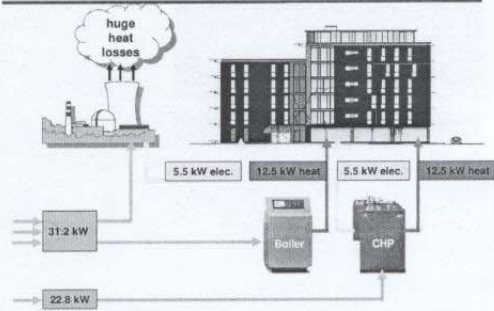 huge
heat
losses
5.5 kW elec.
12.5 kW heat
5.5 kW elec.
12.5 kW heat
31.2 kW
Boiler
CHP
22.8 kW